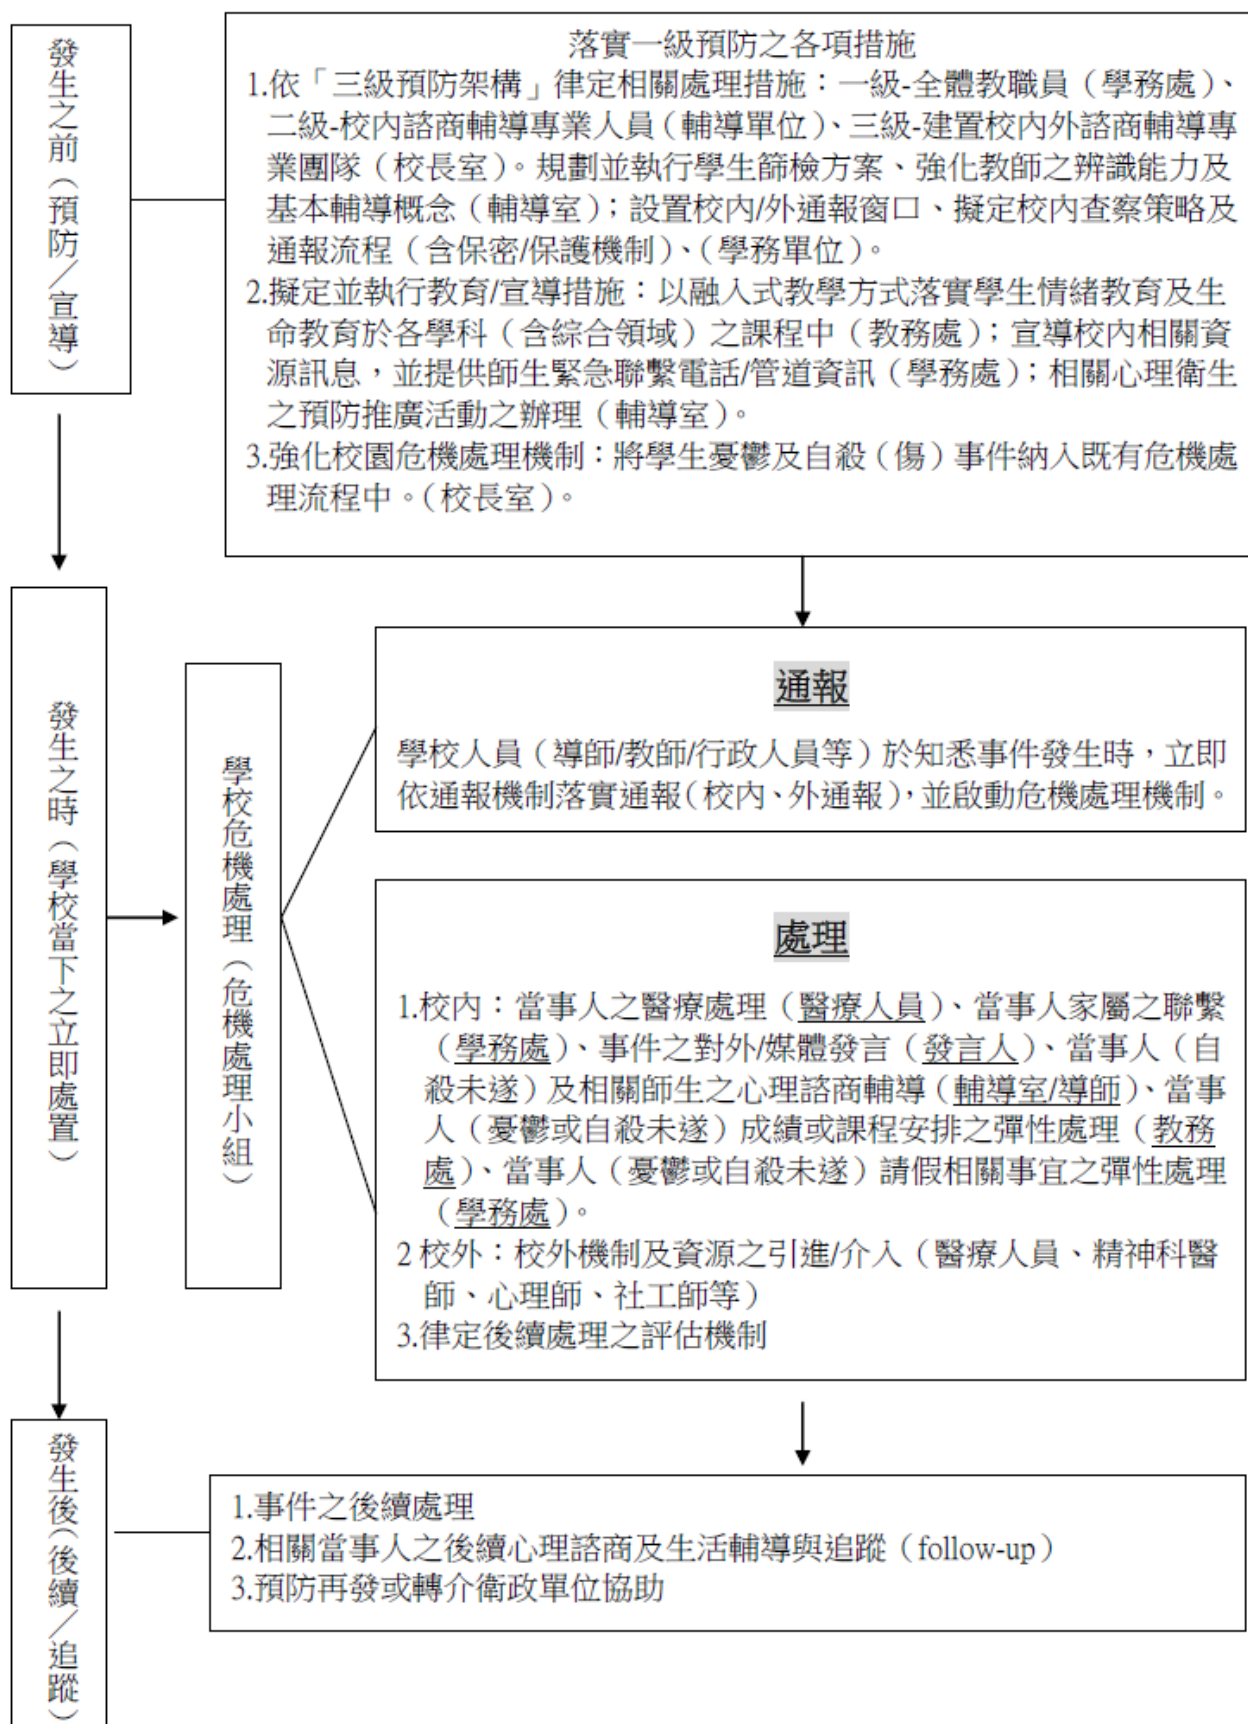 發生之前（預防／宣導）
落實一級預防之各項措施
1.依「三級預防架構」律定相關處理措施：一級-全體教職員（學務處）、
二級-校內諮商輔導專業人員（輔導單位）、三級-建置校內外諮商輔導專
業團隊（校長室）。規劃並執行學生篩檢方案、強化教師之辨識能力及
基本輔導概念（輔導室）；設置校內/外通報窗口、擬定校內查察策略及
通報流程（含保密/保護機制）、（學務單位）。
2.擬定並執行教育/宣導措施：以融入式教學方式落實學生情緒教育及生
命教育於各學科（含綜合領域）之課程中（教務處）；宣導校內相關資
源訊息，並提供師生緊急聯繫電話/管道資訊（學務處）；相關心理衛生
之預防推廣活動之辦理（輔導室）。
3.強化校園危機處理機制：將學生憂鬱及自殺（傷）事件納入既有危機處
理流程中。（校長室）。
發生之時（學校當下之立即處置）
學校危機處理（危機處理小組）
通報
學校人員（導師/教師/行政人員等）於知悉事件發生時，立即
依通報機制落實通報（校內、外通報），並啟動危機處理機制。
處理
1.校內：當事人之醫療處理（醫療人員）、當事人家屬之聯繫
（學務處）、事件之對外/媒體發言（發言人）、當事人（自
殺未遂）及相關師生之心理諮商輔導（輔導室/導師）、當事
人（憂鬱或自殺未遂）成績或課程安排之彈性處理（教務
處）、當事人（憂鬱或自殺未遂）請假相關事宜之彈性處理
（學務處）。
2 校外：校外機制及資源之引進/介入（醫療人員、精神科醫
師、心理師、社工師等）
3.律定後續處理之評估機制
發生後（後續／追蹤）
1.事件之後續處理
2.相關當事人之後續心理諮商及生活輔導與追蹤（follow-up）
3.預防再發或轉介衛政單位協助